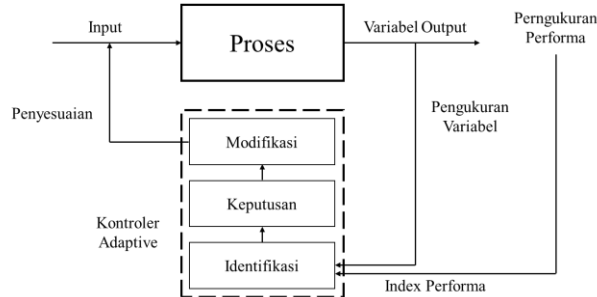 Input
Proses
Variabel Output
Perngukuran
Performa
Penyesuaian
Pengukuran
Variabel
Modifikasi
Keputusan
Kontroler
Adaptive
Identifikasi
Index Performa